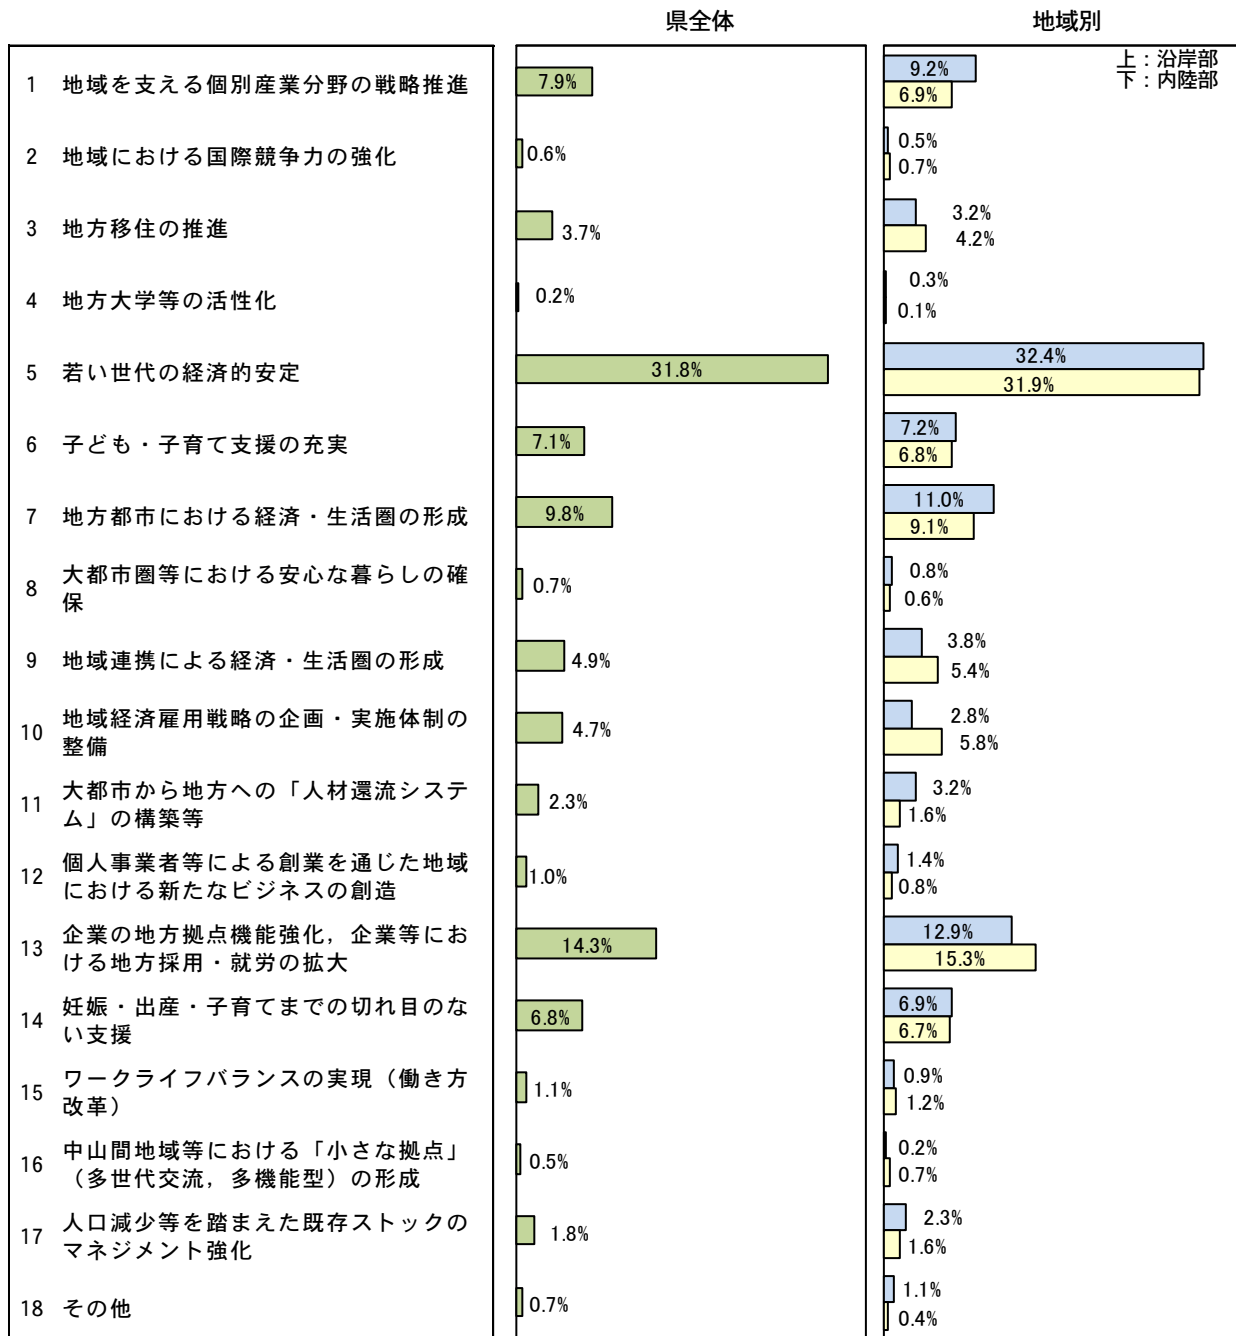 県全体
地域別
上：沿岸部
下：内陸部
1 地域を支える個別産業分野の戦略推進 7.9% 9.2%
6.9%
2 地域における国際競争力の強化 0.6% 0.5%
0.7%
3 地方移住の推進 3.7% 3.2%
4.2%
4 地方大学等の活性化 0.2% 0.3%
0.1%
5 若い世代の経済的安定 31.8% 32.4%
31.9%
6 子ども・子育て支援の充実 7.1% 7.2%
6.8%
7 地方都市における経済・生活圏の形成 9.8% 11.0%
9.1%
8 大都市圏等における安心な暮らしの確
保 0.7% 0.8%
0.6%
9 地域連携による経済・生活圏の形成 4.9% 3.8%
5.4%
10 地域経済雇用戦略の企画・実施体制の
整備 4.7% 2.8%
5.8%
11 大都市から地方への「人材還流システ
ム」の構築等 2.3% 3.2%
1.6%
12 個人事業者等による創業を通じた地域
における新たなビジネスの創造 1.0% 1.4%
0.8%
13 企業の地方拠点機能強化，企業等にお
ける地方採用・就労の拡大 14.3% 12.9%
15.3%
14 妊娠・出産・子育てまでの切れ目のな
い支援 6.8% 6.9%
6.7%
15 ワークライフバランスの実現（働き方
改革） 1.1% 0.9%
1.2%
16 中山間地域等における「小さな拠点」
（多世代交流，多機能型）の形成 0.5% 0.2%
0.7%
17 人口減少等を踏まえた既存ストックの
マネジメント強化 1.8% 2.3%
1.6%
18 その他 0.7% 1.1%
0.4%